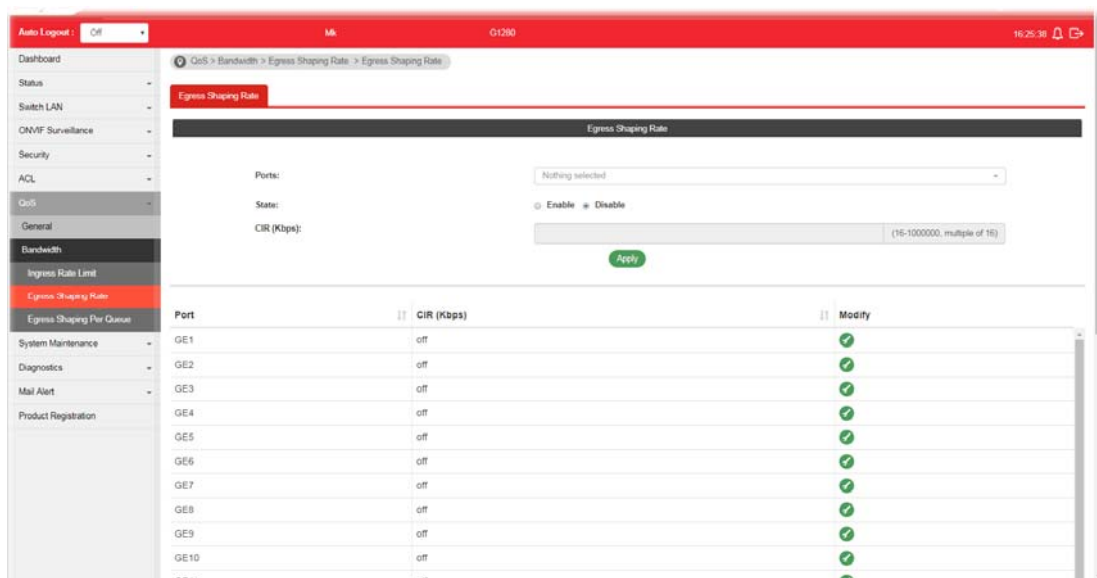 Auto Logout : Off Mk G1280 16:25:38
Dashboard
Status
Switch LAN
ONVIF Surveillance
Security
ACL
QoS
General
Bandwidth
Ingress Rate Limit
Egress Shaping Rate
Egress Shaping Per Queue
System Maintenance
Diagnostics
Mail Alert
Product Registration
QoS > Bandwidth > Egress Shaping Rate > Egress Shaping Rate
Egress Shaping Rate
Egress Shaping Rate
Ports: Nothing selected
State: Enable Disable
CIR (Kbps): (16-1000000, multiple of 16)
Apply
Port CIR (Kbps) Modify
GE1 off
GE2 off
GE3 off
GE4 off
GE5 off
GE6 off
GE7 off
GE8 off
GE9 off
GE10 off